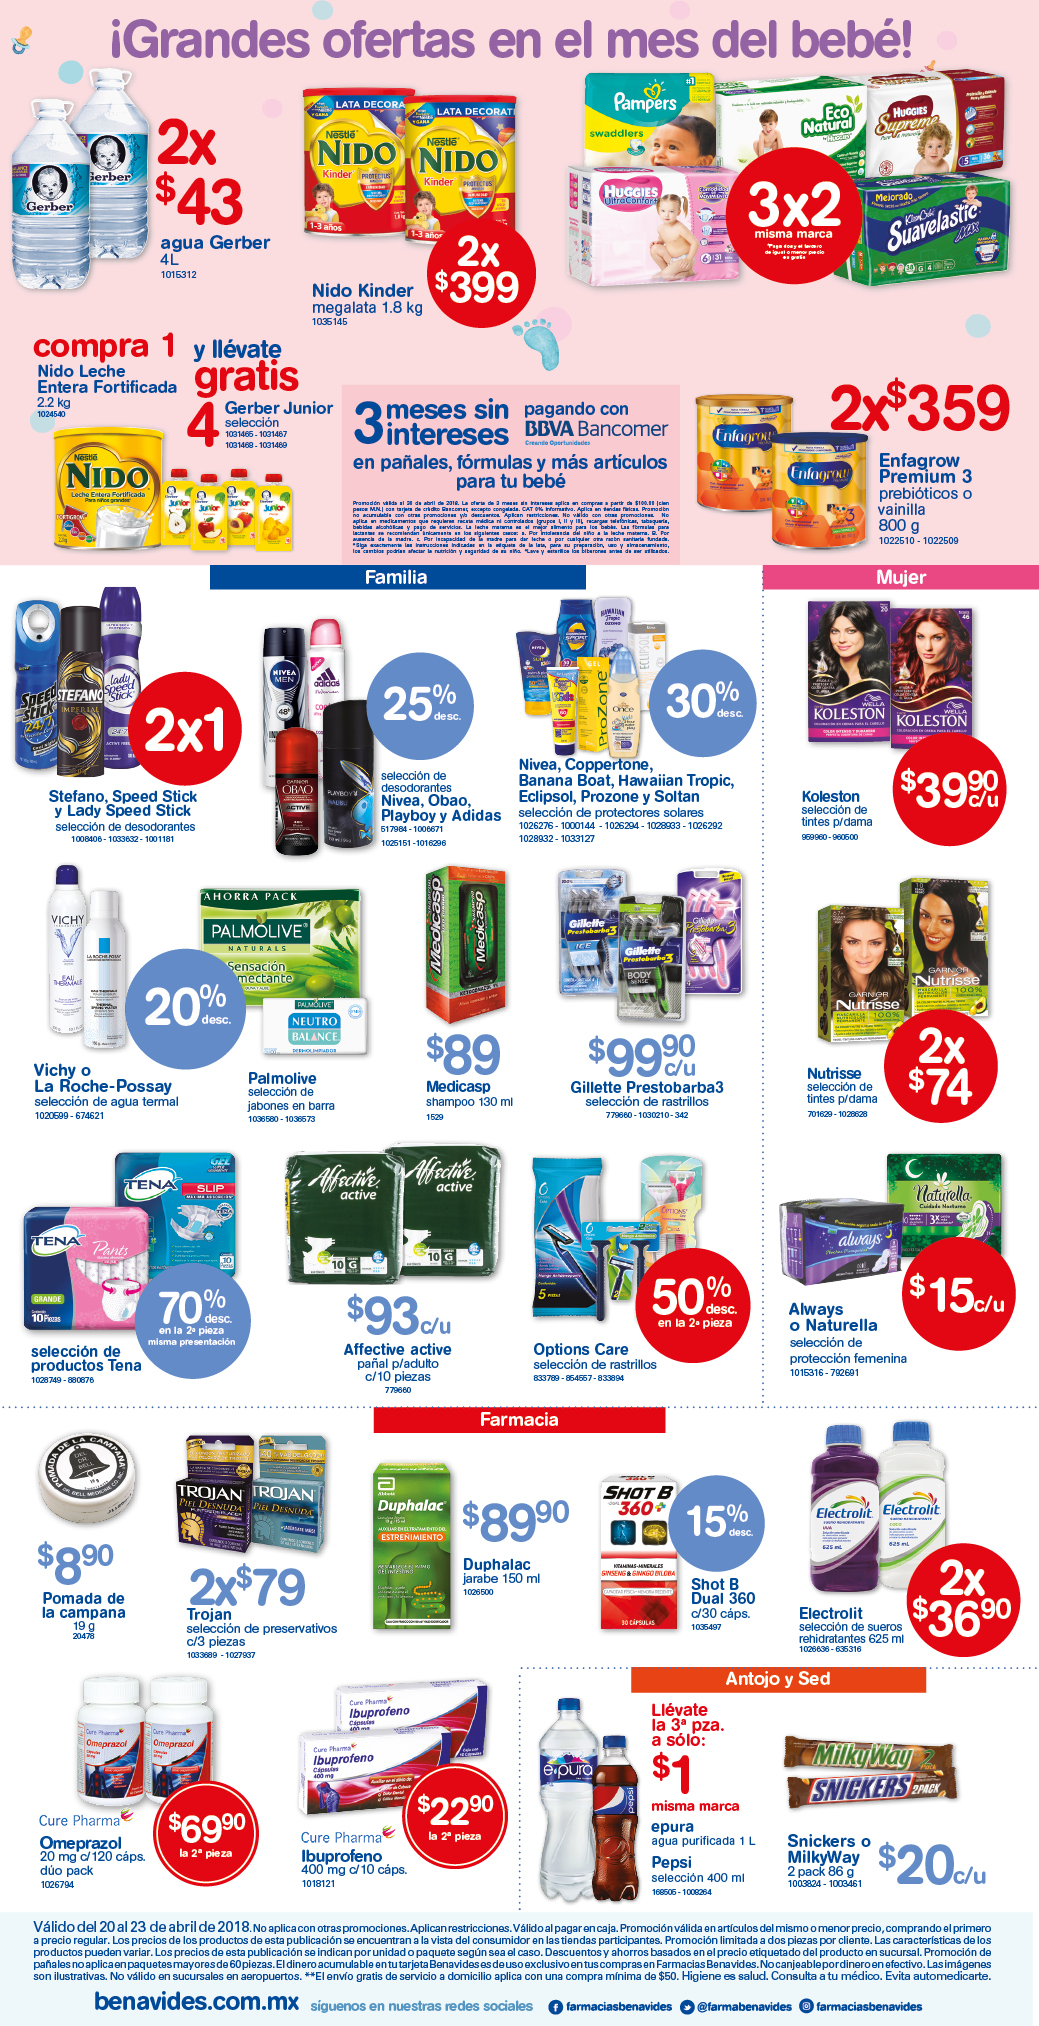 ¡Grandes ofertas en el mes del bebé!
2x
$43
agua Gerber
4L
1015312
Nido Kinder
megalata 1.8 kg
1035145
2x
$399
3x2
misma marca
*Paga dos y el tercero
de igual o menor precio
es gratis
compra 1
Nido Leche
Entera Fortificada
2.2 kg
1024540
y llévate
gratis
4
Gerber Junior
selección
1031465 - 1031467
1031468 - 1031469
3 meses sin
intereses
pagando con
BBVA Bancomer
Creando Oportunidades
en pañales, fórmulas y más artículos
para tu bebé
2x$359
Enfagrow
Premium 3
prebióticos o
vainilla
800 g
1022510 - 1022509
Familia
Mujer
2x1
Stefano, Speed Stick
y Lady Speed Stick
selección de desodorantes
1008406 - 1033632 - 1001181
25%
desc.
selección de
desodorantes
Nivea, Obao,
Playboy y Adidas
517984 - 1006671
1025151 -1016296
30%
desc.
Nivea, Coppertone,
Banana Boat, Hawaiian Tropic,
Eclipsol, Prozone y Soltan
selección de protectores solares
1026276 - 1000144 - 1026294 - 1028933 - 1026292
1028932 - 1033127
Koleston
selección de
tintes p/dama
959960 - 960500
$39.90
c/u
20%
desc.
Vichy o
La Roche-Possay
selección de agua termal
1020599 - 674621
Palmolive
selección de
jabones en barra
1036580 - 1036573
$89
Medicasp
shampoo 130 ml
1529
$99.90
c/u
Gillette Prestobarba3
selección de rastrillos
779660 - 1030210 - 342
Nutrisse
selección de
tintes p/dama
701629 - 1028628
2x
$74
70%
desc.
en la 2ª pieza
misma presentación
selección de
productos Tena
1028749 - 880876
$93c/u
Affective active
pañal p/adulto
c/10 piezas
779660
50%
desc.
en la 2ª pieza
Options Care
selección de rastrillos
833789 - 854557 - 833894
$15c/u
Always
o Naturella
selección de
protección femenina
1015316 - 792691
Farmacia
$8.90
Pomada de
la campana
19 g
20478
2x$79
Trojan
selección de preservativos
c/3 piezas
1033689 - 1027937
$89.90
Duphalac
jarabe 150 ml
1026500
15%
desc.
Shot B
Dual 360
c/30 cáps.
1035497
Electrolit
selección de sueros
rehidratantes 625 ml
1026636 - 635316
2x
$36.90
Cure Pharma
Omeprazol
20 mg c/120 cáps.
dúo pack
1026794
$69.90
la 2ª pieza
Cure Pharma
Ibuprofeno
400 mg c/10 cáps.
1018121
$22.90
la 2ª pieza
Antojo y Sed
Llévate
la 3ª pza.
a sólo:
$1
misma marca
epura
agua purificada 1 L
Pepsi
selección 400 ml
168505 - 1008264
Snickers o
MilkyWay
2 pack 86 g
1003824 - 1003461
$20c/u
Válido del 20 al 23 de abril de 2018. No aplica con otras promociones. Aplican restricciones. Válido al pagar en caja. Promoción válida en artículos del mismo o menor precio, comprando el primero
a precio regular. Los precios de los productos de esta publicación se encuentran a la vista del consumidor en las tiendas participantes. Promoción limitada a dos piezas por cliente. Las características de los
productos pueden variar. Los precios de esta publicación se indican por unidad o paquete según sea el caso. Descuentos y ahorros basados en el precio etiquetado del producto en sucursal. Promoción de
pañales no aplica en paquetes mayores de 60 piezas. El dinero acumulable en tu tarjeta Benavides es de uso exclusivo en tus compras en Farmacias Benavides. No canjeable por dinero en efectivo. Las imágenes
son ilustrativas. No válido en sucursales en aeropuertos. **El envío gratis de servicio a domicilio aplica con una compra mínima de $50. Higiene es salud. Consulta a tu médico. Evita automedicarte.
benavides.com.mx síguenos en nuestras redes sociales farmaciasbenavides @farmabenavides farmaciasbenavides